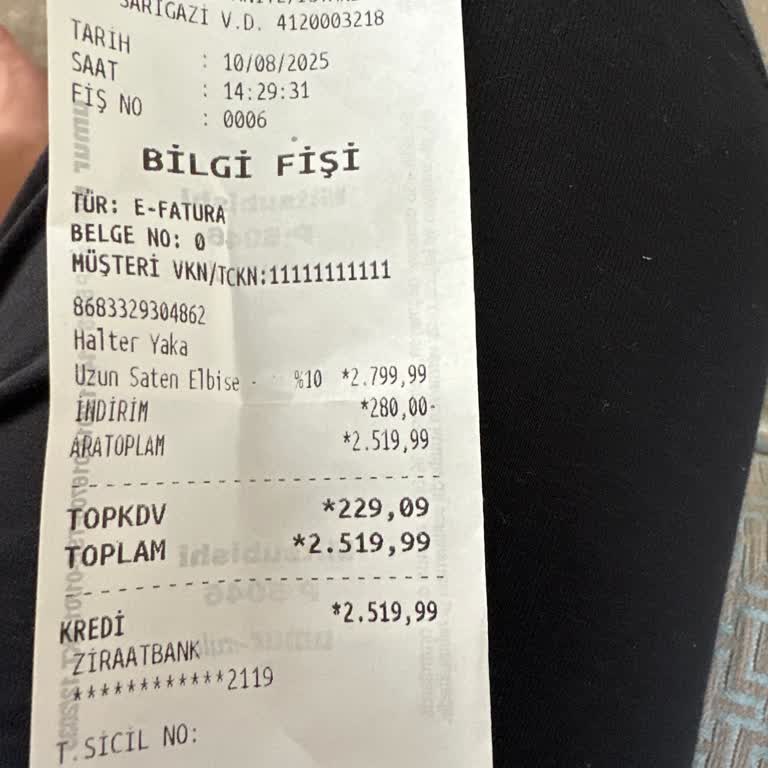 SARIGAZİ V.D. 4120003218
TARİH : 10/08/2025
SAAT : 14:29:31
FİŞ NO : 0006
BİLGİ FİŞİ
TÜR: E-FATURA
BELGE NO: 0
MÜŞTERİ VKN/TCKN:11111111111
8683329304862
Halter Yaka
Uzun Saten Elbise - %10 *2.799,99
İNDİRİM *280,00-
ARATOPLAM *2.519,99
TOPKDV *229,09
TOPLAM *2.519,99
KREDİ *2.519,99
ZİRAATBANK
************2119
T.SİCİL NO: